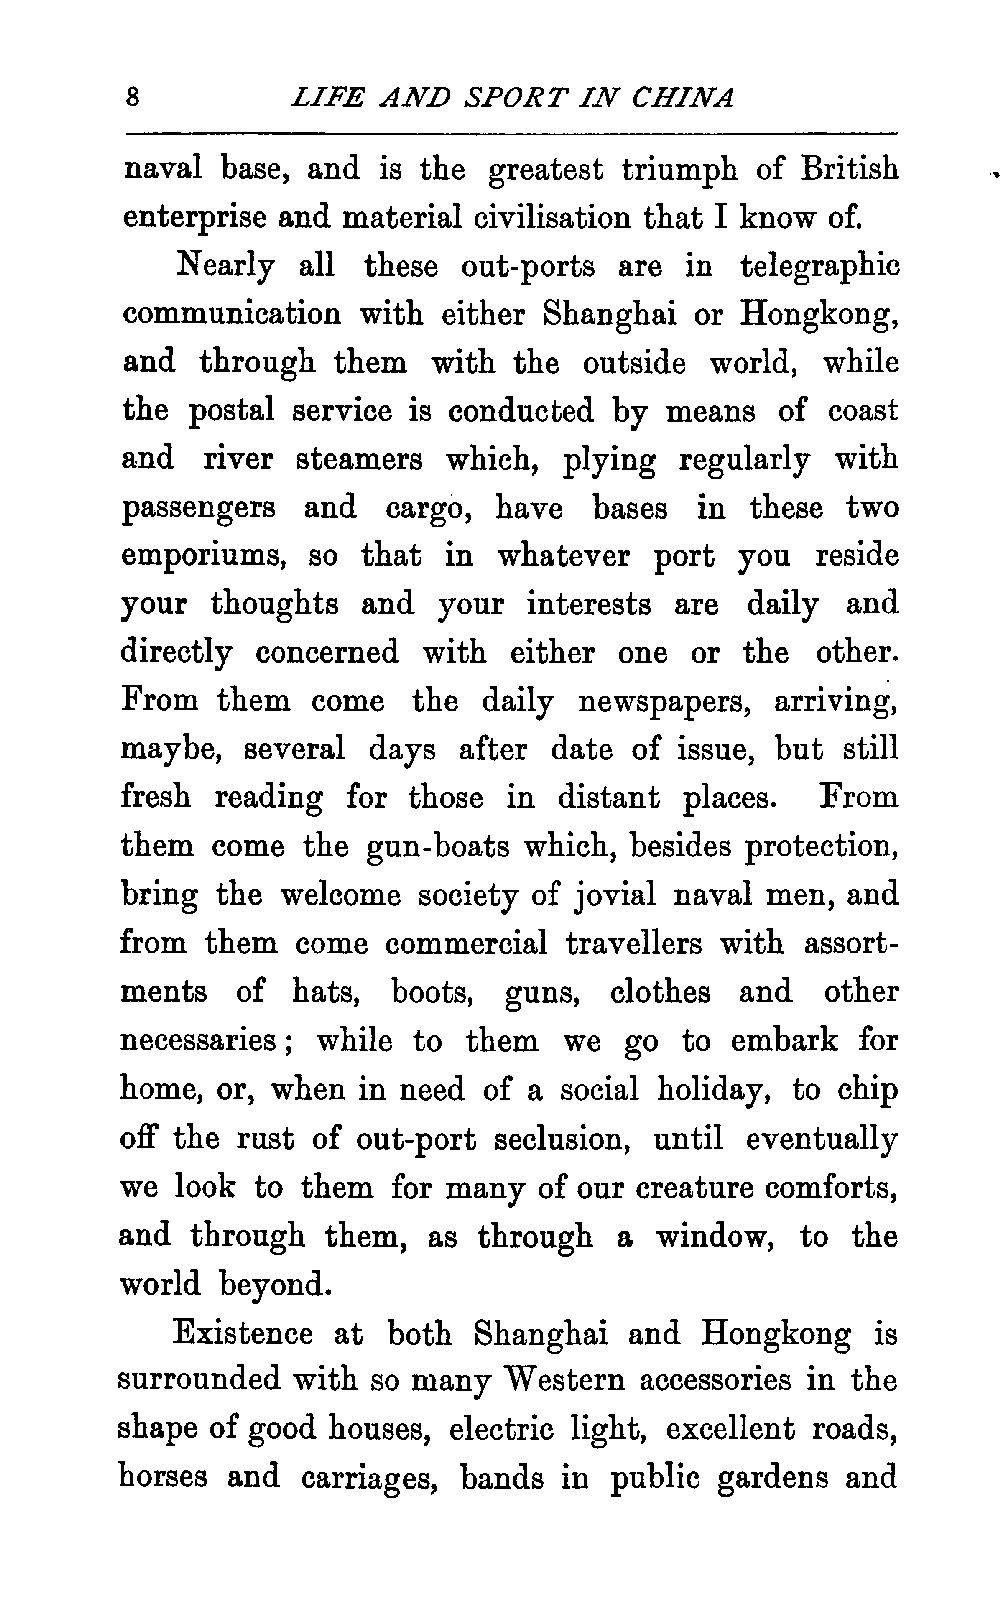 8 LIFE AND SPORT IN CHINA
naval base, and is the greatest triumph of British
enterprise and material civilisation that I know of.
Nearly all these out-ports are in telegraphic
communication with either Shanghai or Hongkong,
and through them with the outside world, while
the postal service is conducted by means of coast
and river steamers which, plying regularly with
passengers and cargo, have bases in these two
emporiums, so that in whatever port you reside
your thoughts and your interests are daily and
directly concerned with either one or the other.
From them come the daily newspapers, arriving,
maybe, several days after date of issue, but still
fresh reading for those in distant places. From
them come the gun-boats which, besides protection,
bring the welcome society of jovial naval men, and
from them come commercial travellers with assort-
ments of hats, boots, guns, clothes and other
necessaries; while to them we go to embark for
home, or, when in need of a social holiday, to chip
off the rust of out-port seclusion, until eventually
we look to them for many of our creature comforts,
and through them, as through a window, to the
world beyond.
Existence at both Shanghai and Hongkong is
surrounded with so many Western accessories in the
shape of good houses, electric light, excellent roads,
horses and carriages, bands in public gardens and